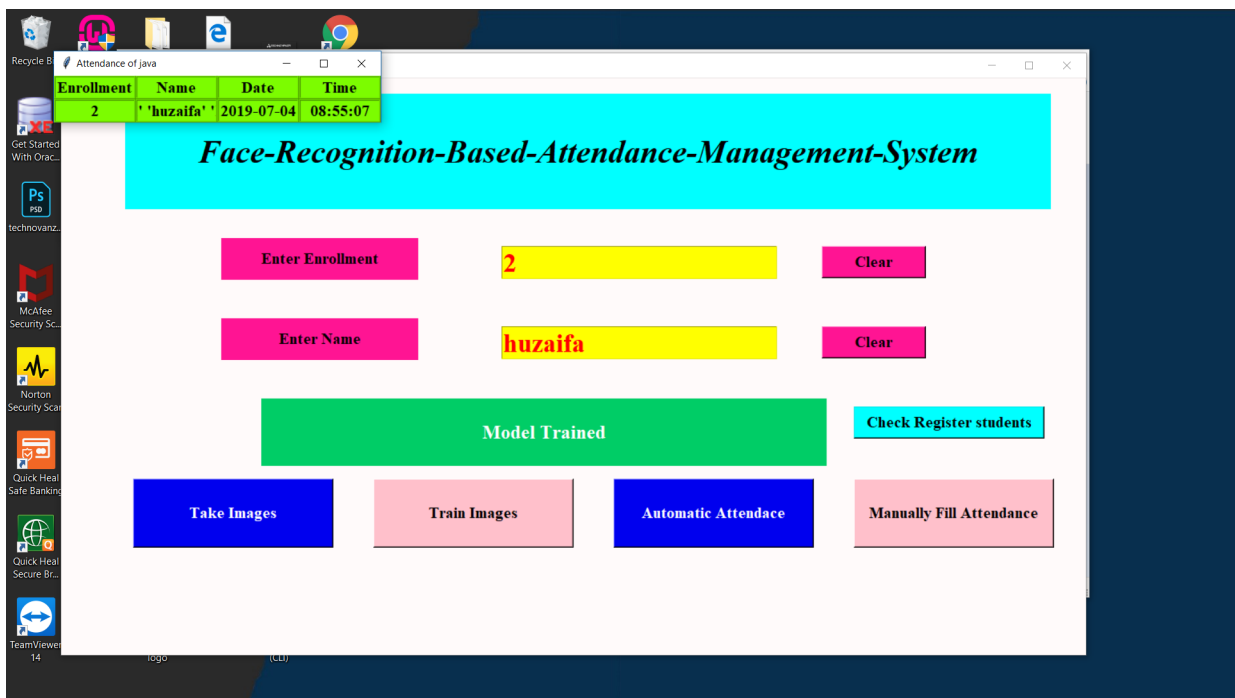 Recycle B
Attendance of java
Enrollment Name Date Time
2 ' 'huzaifa' ' 2019-07-04 08:55:07
Face-Recognition-Based-Attendance-Management-System
Enter Enrollment 2 Clear
Enter Name huzaifa Clear
Model Trained
Check Register students
Take Images Train Images Automatic Attendace Manually Fill Attendance
XE
Get Started
With Orac...
Ps
PSD
technovanz...
McAfee
Security Sc...
Norton
Security Scan
Quick Heal
Safe Banking
Quick Heal
Secure Br...
TeamViewer
14
logo
(CLI)